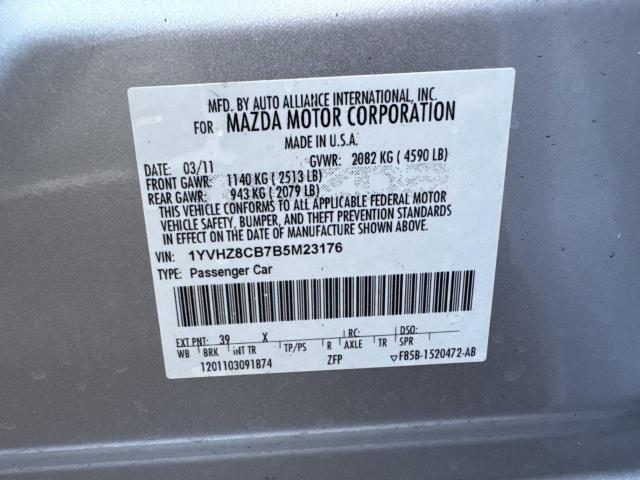 MFD. BY AUTO ALLIANCE INTERNATIONAL, INC.
FOR MAZDA MOTOR CORPORATION
MADE IN U.S.A.
DATE: 03/11 GVWR: 2082 KG ( 4590 LB)
FRONT GAWR: 1140 KG ( 2513 LB)
REAR GAWR: 943 KG ( 2079 LB)
THIS VEHICLE CONFORMS TO ALL APPLICABLE FEDERAL MOTOR
VEHICLE SAFETY, BUMPER, AND THEFT PREVENTION STANDARDS
IN EFFECT ON THE DATE OF MANUFACTURE SHOWN ABOVE.
VIN: 1YVHZ8CB7B5M23176
TYPE: Passenger Car
EXT PNT: 39 X RC: DSO:
WB BRK INT TR TP/PS R AXLE TR SPR
1201103091874 ZFP ▽F85B-1520472-AB